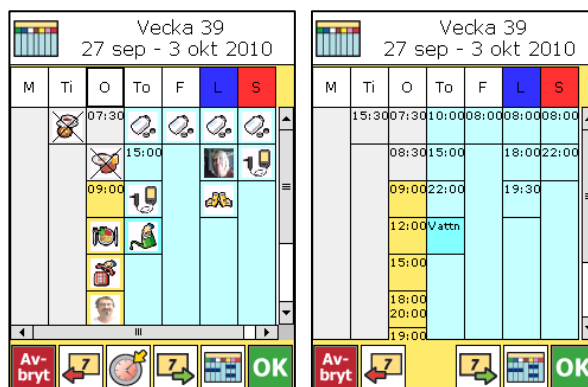 Vecka 39
27 sep - 3 okt 2010
M Ti O To F L S
07:30
15:00
09:00
Av-
bryt 7 7 OK
Vecka 39
27 sep - 3 okt 2010
M Ti O To F L S
15:30 07:30 10:00 08:00 08:00 08:00
08:30 15:00 18:00 22:00
09:00 22:00 19:30
12:00 Vattn
15:00
18:00
20:00
19:00
Av-
bryt 7 7 OK